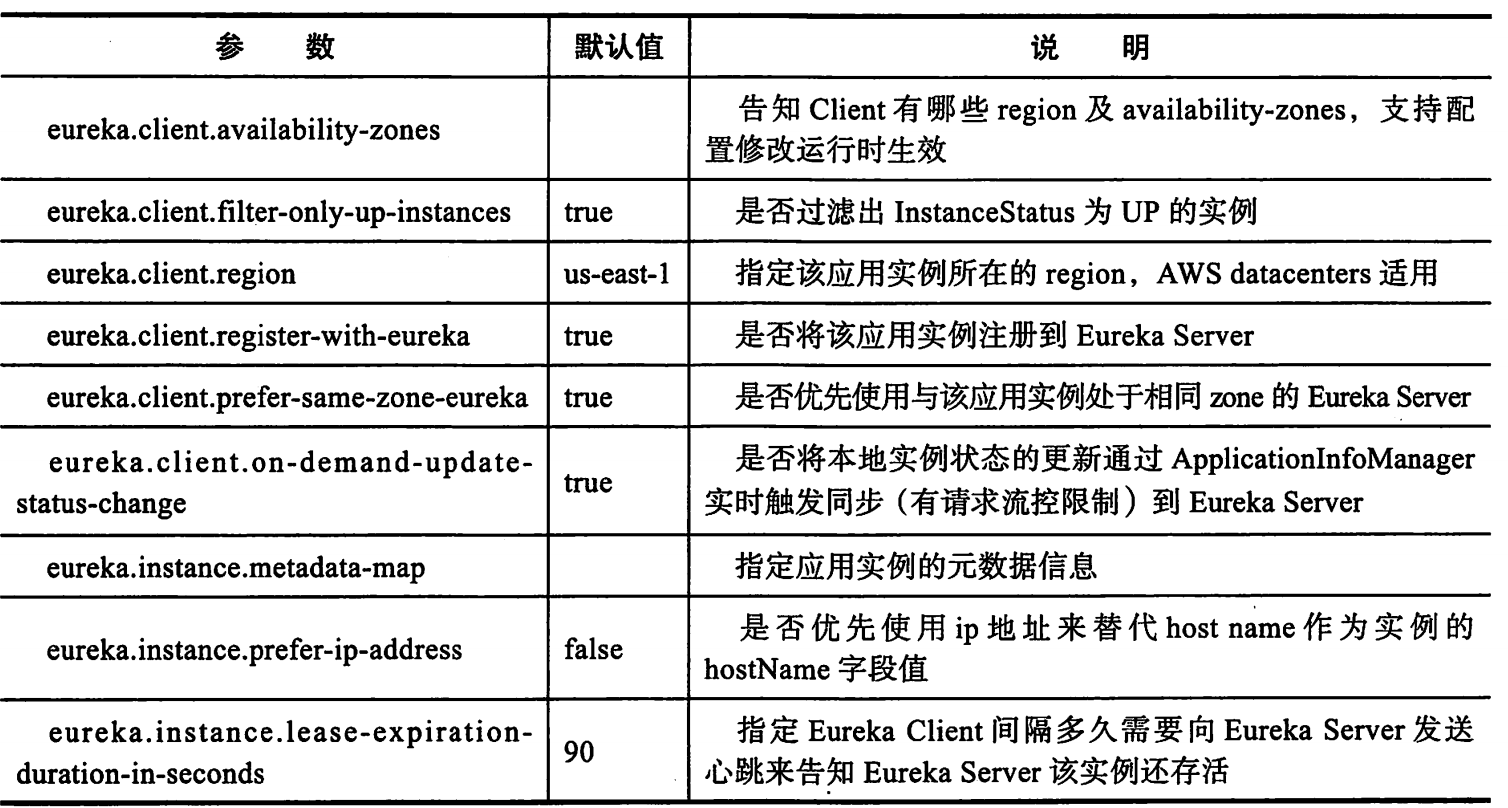 参 数 默认值 说 明
eureka.client.availability-zones
告知 Client 有哪些 region 及 availability-zones，支持配
置修改运行时生效
eureka.client.filter-only-up-instances true 是否过滤出 InstanceStatus 为 UP 的实例
eureka.client.region us-east-1 指定该应用实例所在的 region，AWS datacenters 适用
eureka.client.register-with-eureka true 是否将该应用实例注册到 Eureka Server
eureka.client.prefer-same-zone-eureka true 是否优先使用与该应用实例处于相同 zone 的 Eureka Server
eureka.client.on-demand-update-
status-change
true
是否将本地实例状态的更新通过 ApplicationInfoManager
实时触发同步（有请求流控限制）到 Eureka Server
eureka.instance.metadata-map 指定应用实例的元数据信息
eureka.instance.prefer-ip-address false
是否优先使用 ip 地址来替代 host name 作为实例的
hostName 字段值
eureka.instance.lease-expiration-
duration-in-seconds
90
指定 Eureka Client 间隔多久需要向 Eureka Server 发送
心跳来告知 Eureka Server 该实例还存活